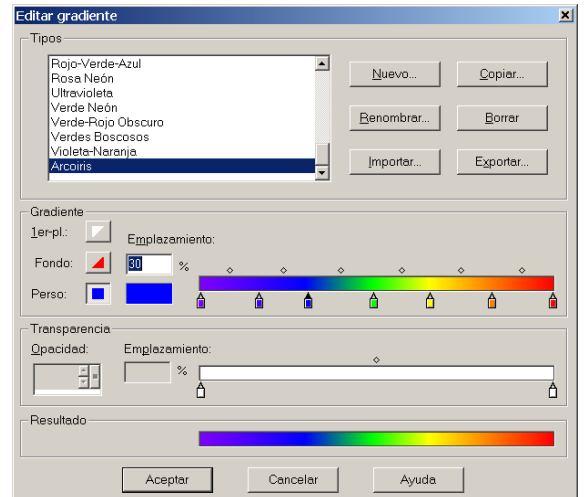 Editar gradiente
Tipos
Rojo-Verde-Azul
Rosa Neón
Ultravioleta
Verde Neón
Verde-Rojo Obscuro
Verdes Boscosos
Violeta-Naranja
Arcoiris
Nuevo... Copiar...
Renombrar... Borrar
Importar... Exportar...
Gradiente
1er-pl.:
Emplazamiento:
Fondo: 30 %
Perso:
Transparencia
Opacidad: Emplazamiento:
%
Resultado
Aceptar Cancelar Ayuda